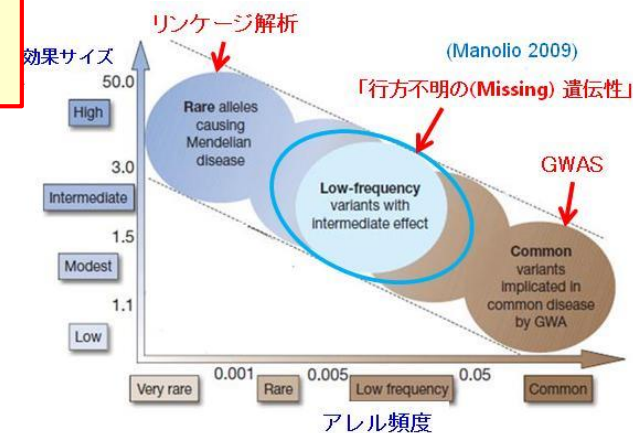 リンケージ解析
効果サイズ
(Manolio 2009)
「行方不明の(Missing) 遺伝性」
50.0
High
Rare alleles
causing
Mendelian
disease
GWAS
3.0
Intermediate
Low-frequency
variants with
intermediate effect
1.5
Modest
Common
variants
implicated in
common disease
by GWA
1.1
Low
0.001
0.005
0.05
Very rare
Rare
Low frequency
Common
アレル頻度